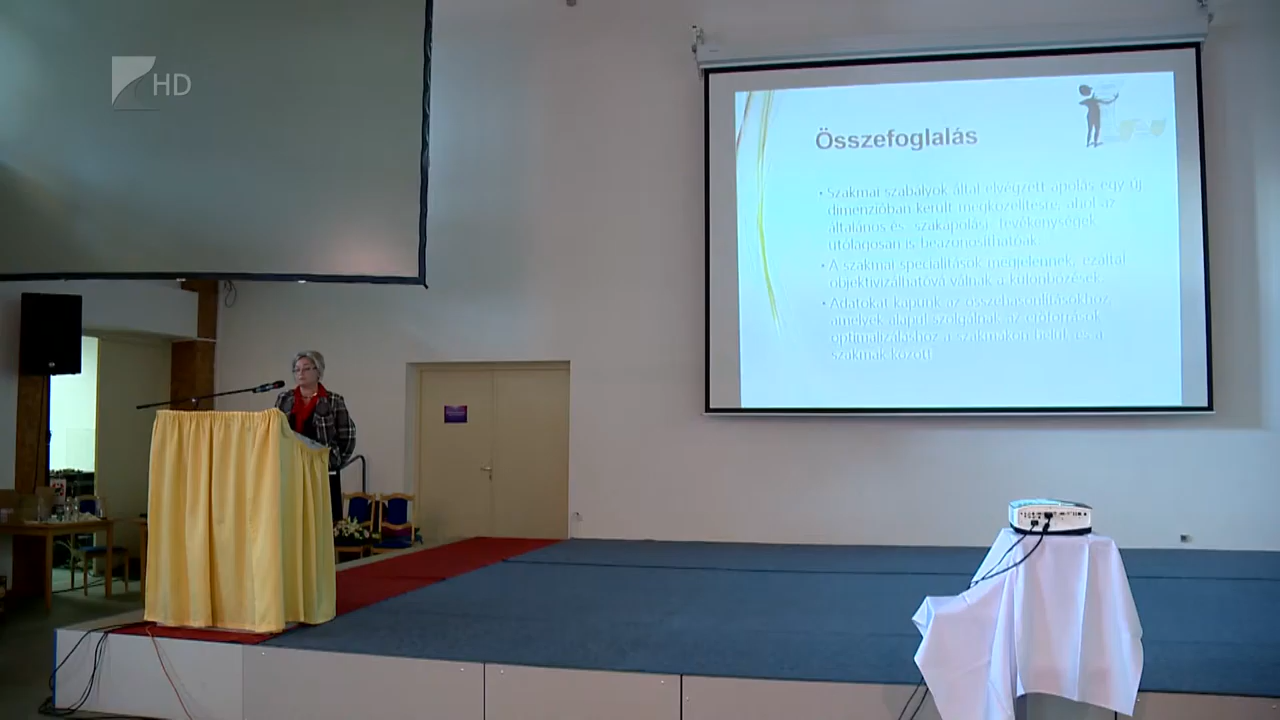 HD
Összefoglalás
• Szakmai szabályok által elvégzett ápolás egy új
dimenzióban került megközelítésre, ahol az
általános és szakápolási tevékenységek
utólagosan is beazonosíthatóak.
• A szakmai specialitások megjelennek, ezáltal
objektivizálhatóvá válnak a különbözések.
• Adatokat kaptunk az összehasonlításokhoz
amelyek alapul szolgálnak az erőforrások
optimalizálásához a szakmákon belül, és a
szakmák között